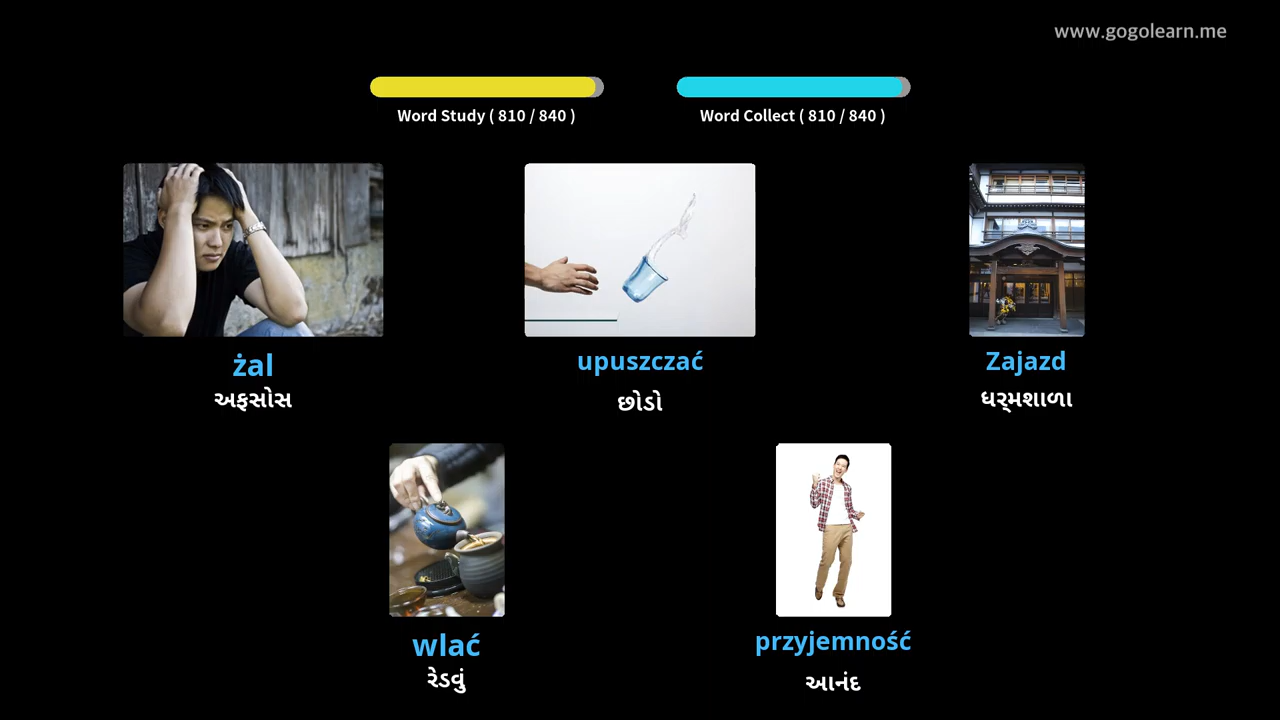 www.gogolearn.me
Word Study ( 810 / 840 )
Word Collect ( 810 / 840 )
żal
upuszczać
Zajazd
અફસોસ
છોડો
ધર્મશાળા
wlać
przyjemność
રેડવું
આનંદ